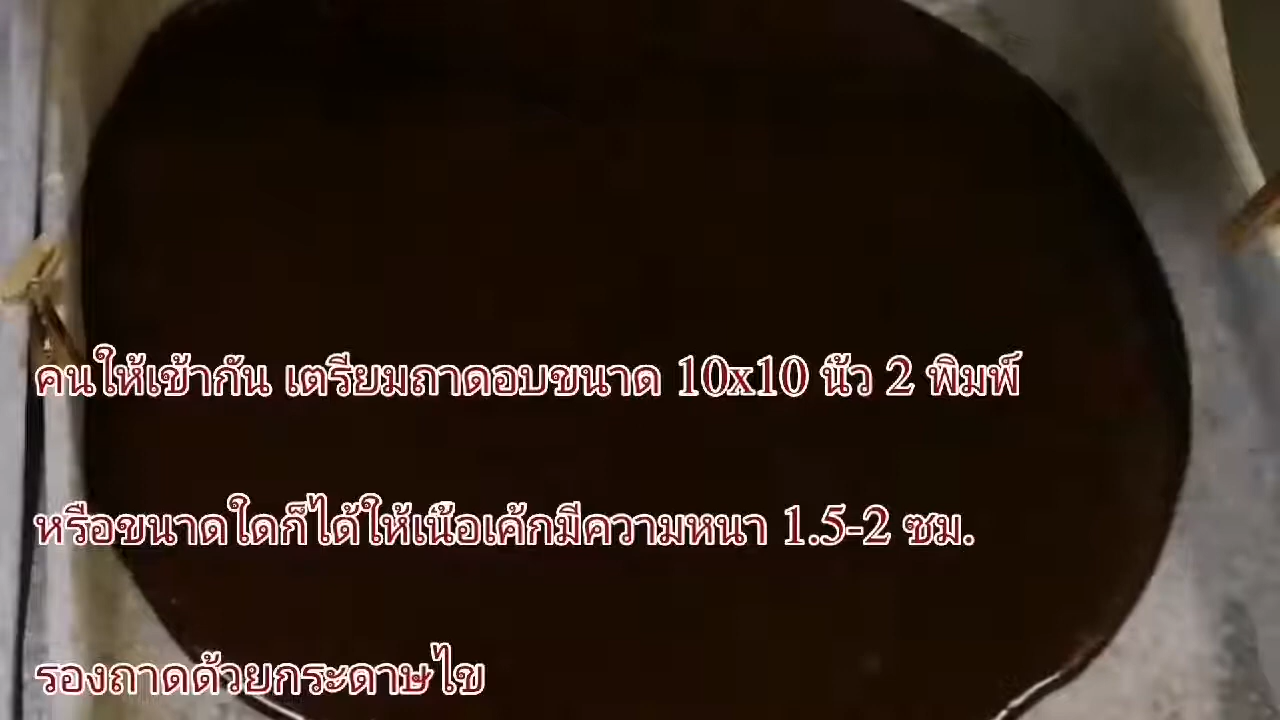 คนให้เข้ากัน เตรียมถาดอบขนาด 10x10 นิ้ว 2 พิมพ์
หรือขนาดใดก็ได้ให้เนื้อเค้กมีความหนา 1.5-2 ซม.
รองถาดด้วยกระดาษไข